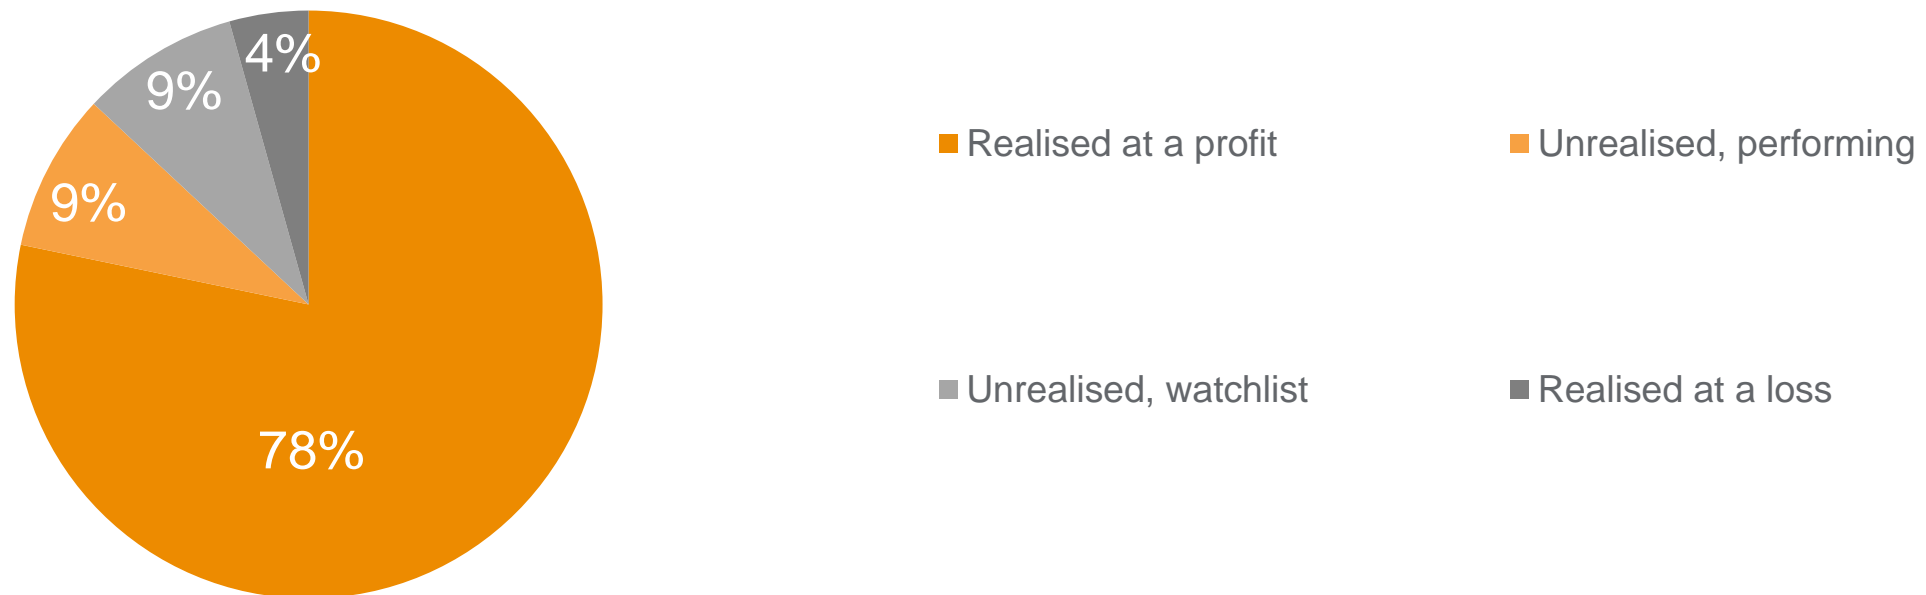 4%
9%
9%
78%
Realised at a profit
Unrealised, performing
Unrealised, watchlist
Realised at a loss